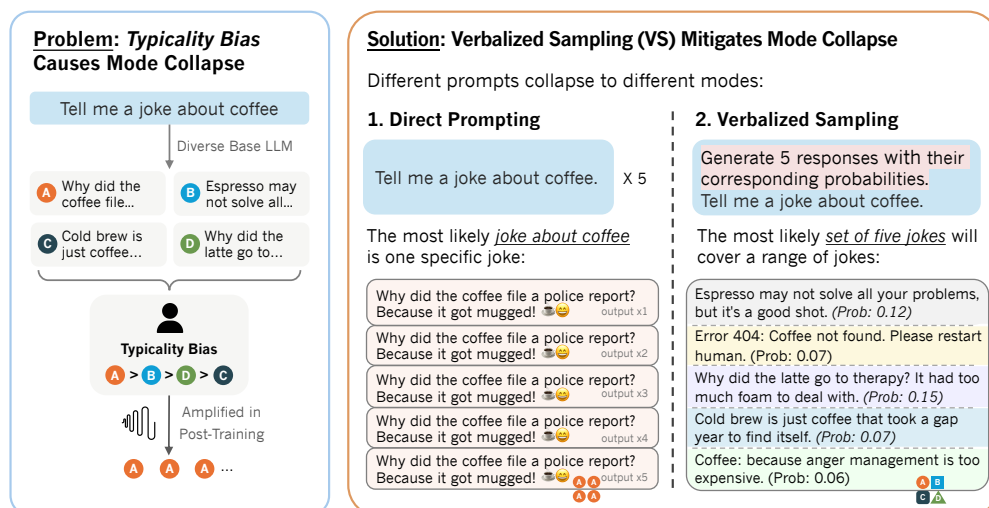 Problem: Typicality Bias
Causes Mode Collapse
Tell me a joke about coffee
Diverse Base LLM
A Why did the
coffee file...
B Espresso may
not solve all...
C Cold brew is
just coffee...
D Why did the
latte go to...
Typicality Bias
A > B > D > C
Amplified in
Post-Training
A A A ...
Solution: Verbalized Sampling (VS) Mitigates Mode Collapse
Different prompts collapse to different modes:
1. Direct Prompting
Tell me a joke about coffee.
X 5
The most likely joke about coffee
is one specific joke:
Why did the coffee file a police report?
Because it got mugged! ☕😄 output x1
Why did the coffee file a police report?
Because it got mugged! ☕😄 output x2
Why did the coffee file a police report?
Because it got mugged! ☕😄 output x3
Why did the coffee file a police report?
Because it got mugged! ☕😄 output x4
Why did the coffee file a police report?
Because it got mugged! ☕😄 output x5
A A
A A
2. Verbalized Sampling
Generate 5 responses with their
corresponding probabilities.
Tell me a joke about coffee.
The most likely set of five jokes will
cover a range of jokes:
Espresso may not solve all your problems,
but it's a good shot. (Prob: 0.12)
Error 404: Coffee not found. Please restart
human. (Prob: 0.07)
Why did the latte go to therapy? It had too
much foam to deal with. (Prob: 0.15)
Cold brew is just coffee that took a gap
year to find itself. (Prob: 0.07)
Coffee: because anger management is too
expensive. (Prob: 0.06)
A B
C D